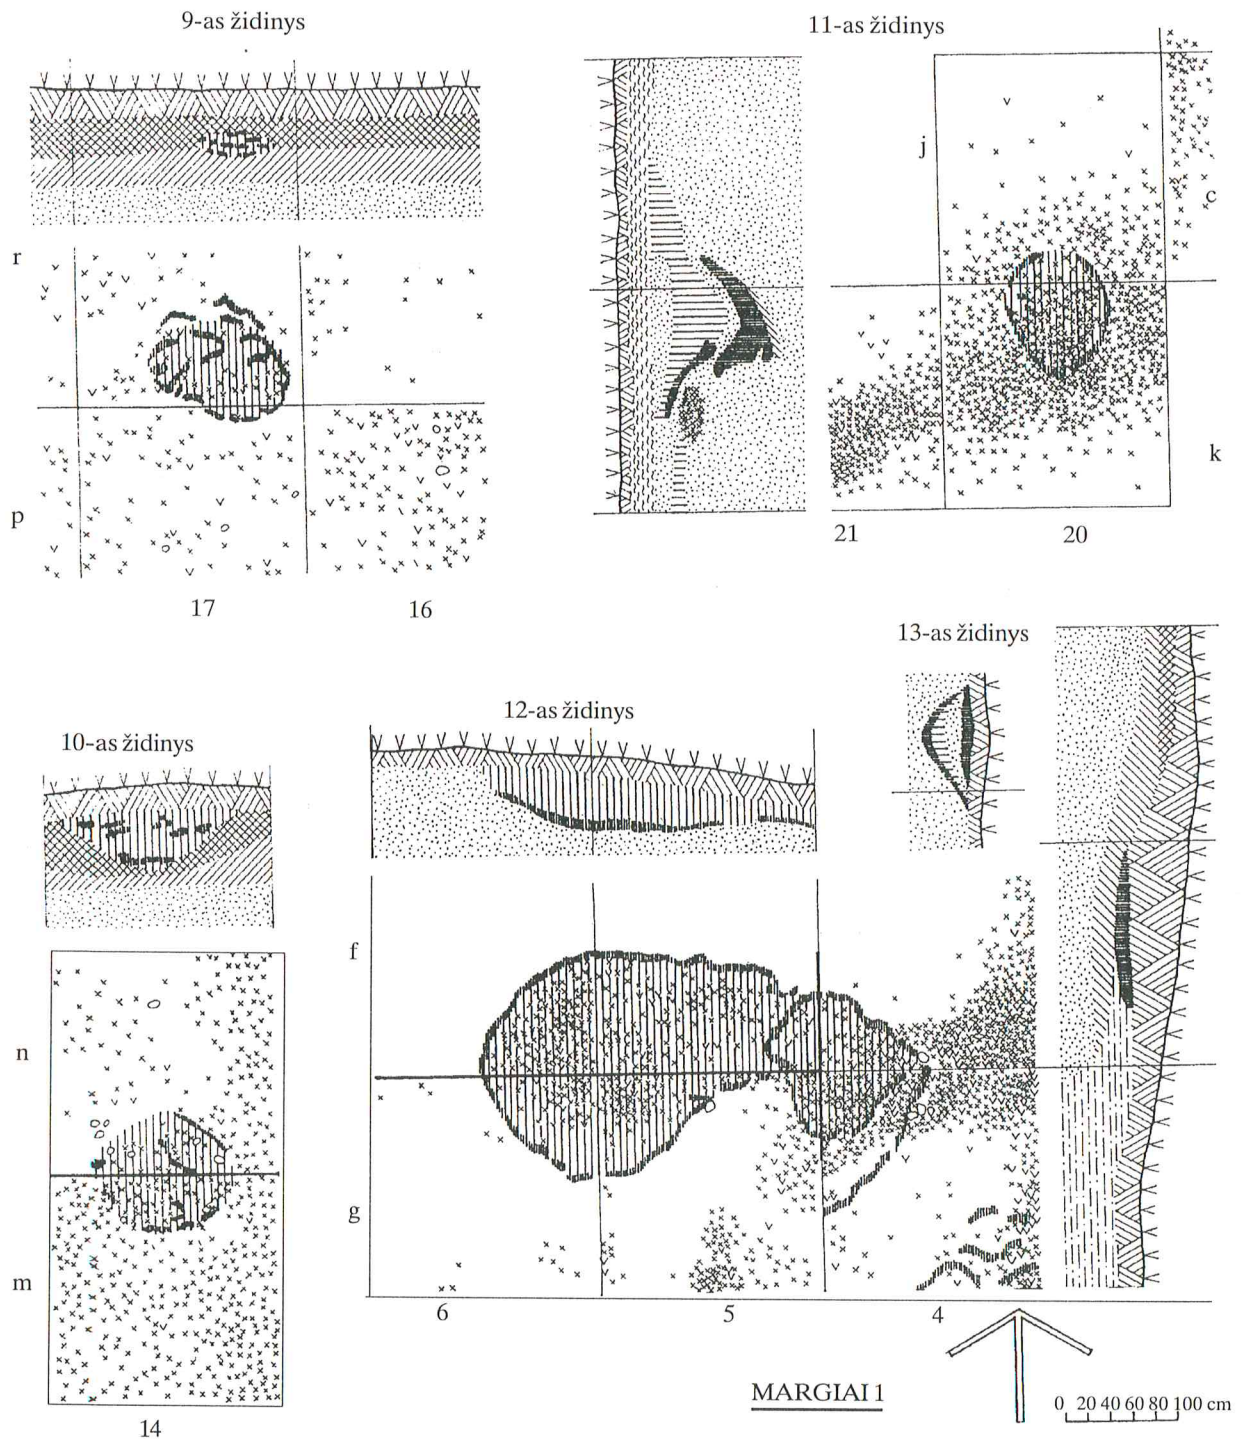 9-as židinys
11-as židinys
j
c
r
k
p
21
20
17
16
13-as židinys
12-as židinys
10-as židinys
f
n
g
m
6
5
4
MARGIAI 1
0 20 40 60 80 100 cm
14